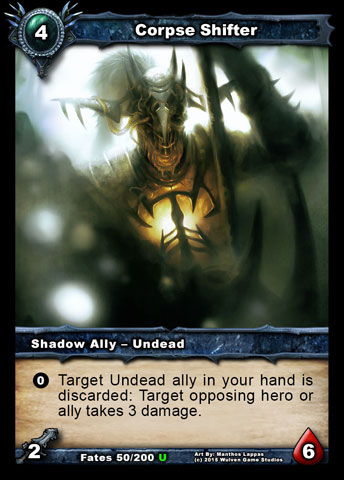 4
Corpse Shifter
Shadow Ally – Undead
0 Target Undead ally in your hand is
discarded: Target opposing hero or
ally takes 3 damage.
2
Fates 50/200 U
Art By: Manthos Lappas
(c) 2015 Wulven Game Studios
6